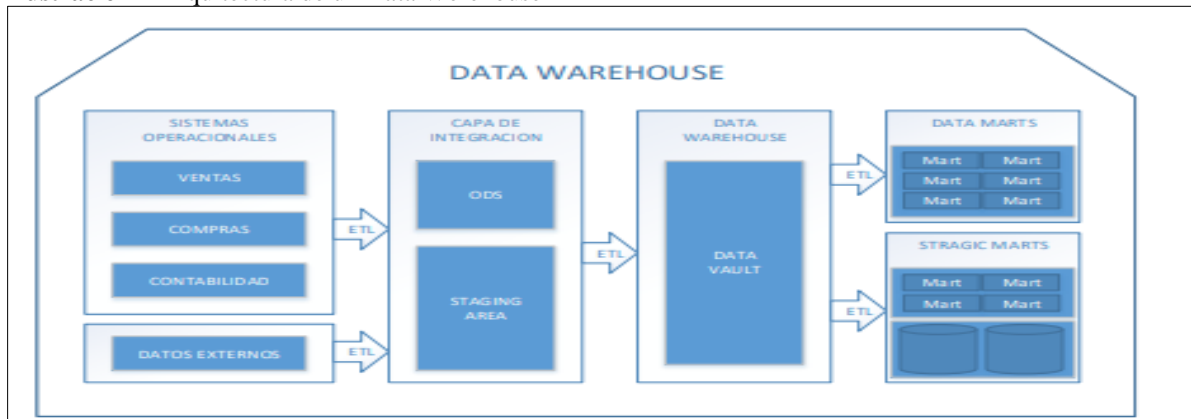 DATA WAREHOUSE
SISTEMAS
OPERACIONALES
VENTAS
COMPRAS
CONTABILIDAD
DATOS EXTERNOS
ETL
ETL
CAPA DE
INTEGRACION
ODS
STAGING
AREA
ETL
DATA
WAREHOUSE
DATA
VAULT
ETL
ETL
DATA MARTS
Mart Mart
Mart Mart
Mart Mart
STRAGIC MARTS
Mart Mart
Mart Mart